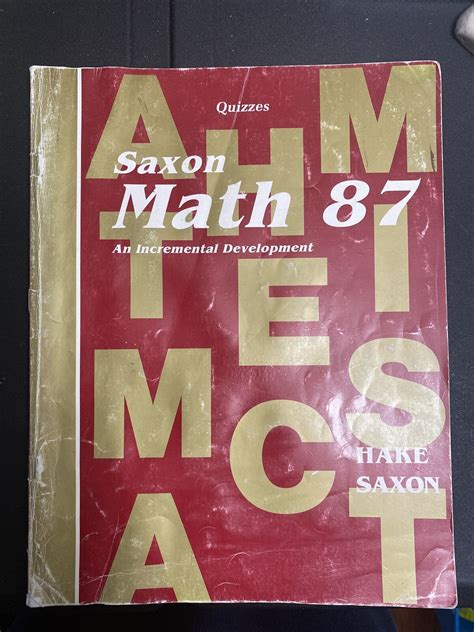 Quizzes
Saxon
Math 87
An Incremental Development
HAKE
SAXON
A H M
T E I
M C S
A T